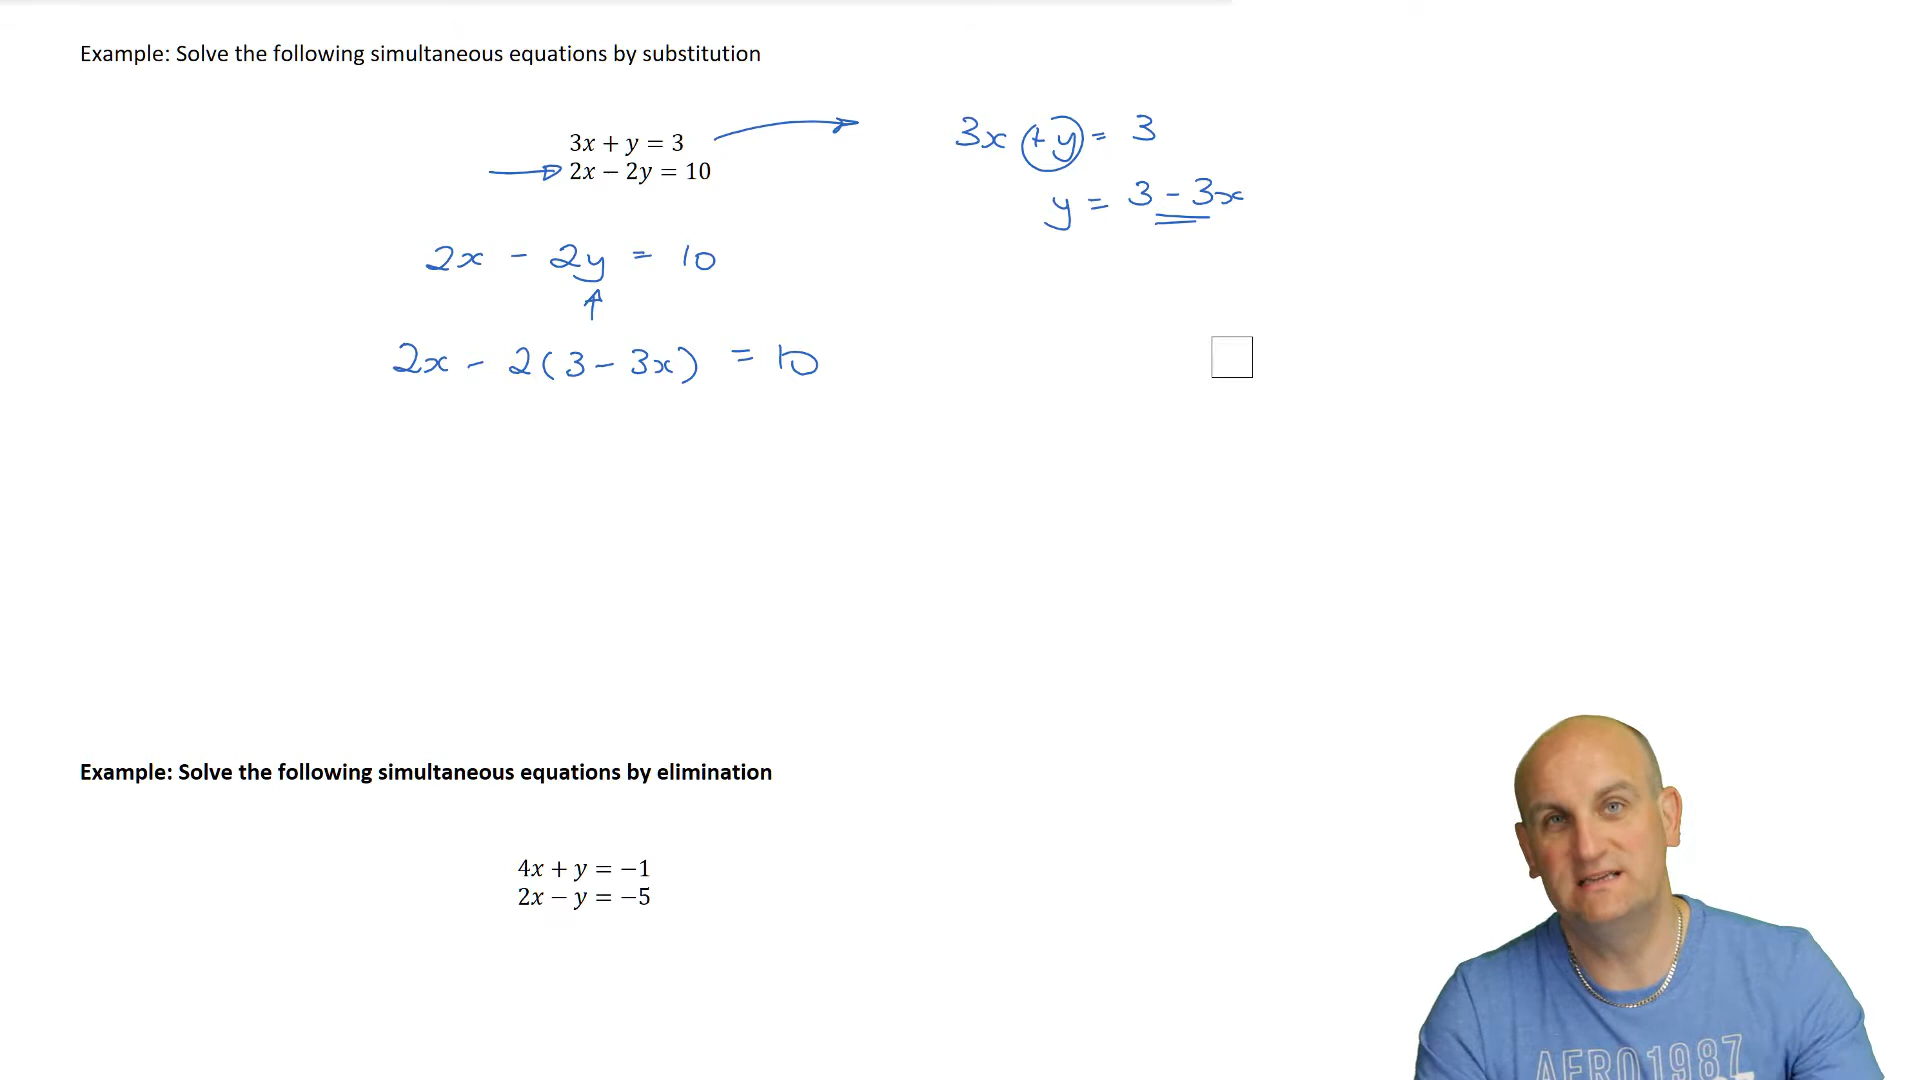 Example: Solve the following simultaneous equations by substitution
3x + y = 3
2x − 2y = 10
3x + y = 3
y = 3 − 3x
2x − 2y = 10
2x − 2(3 − 3x) = 10
Example: Solve the following simultaneous equations by elimination
4x + y = −1
2x − y = −5
AERO1987